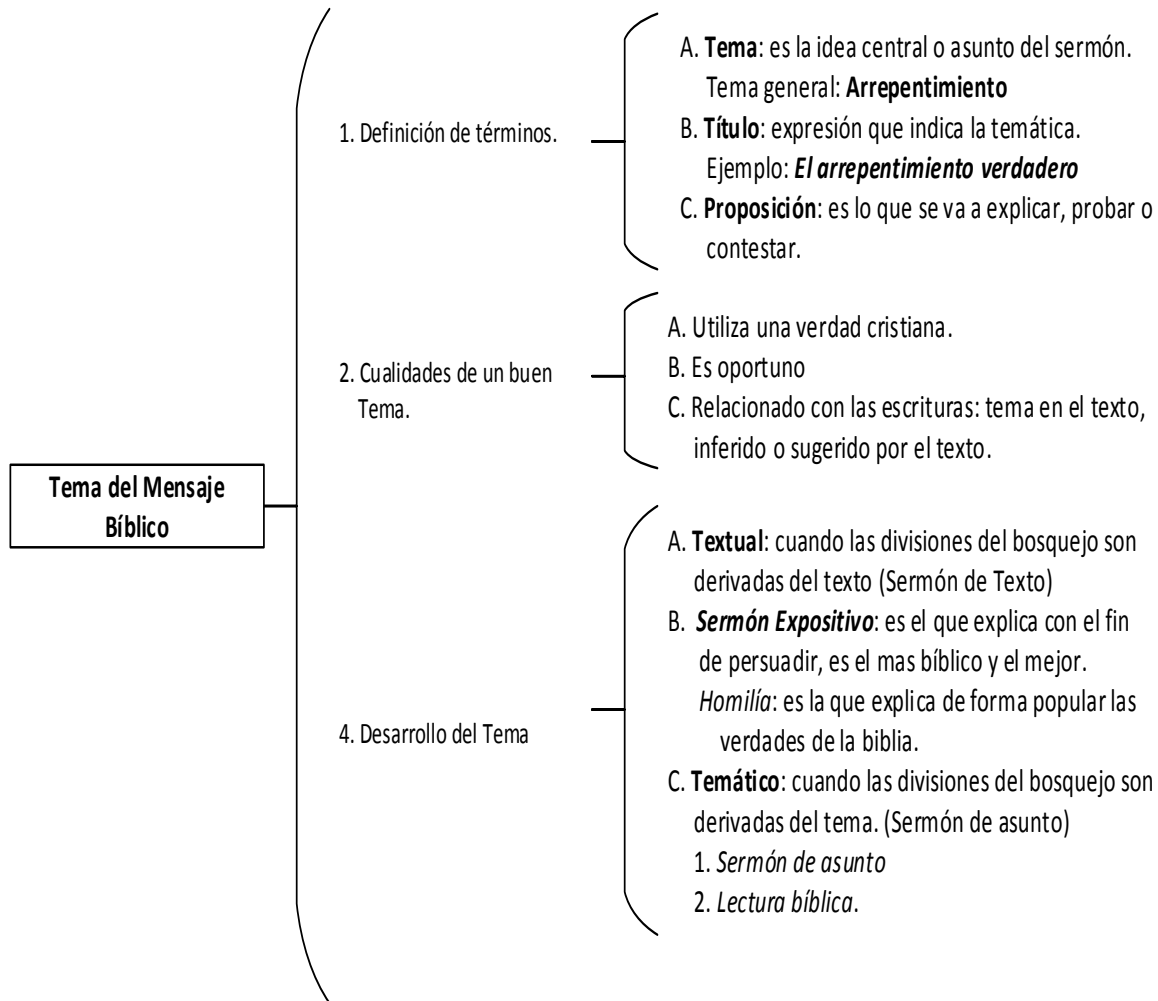 Tema del Mensaje
Bíblico
1. Definición de términos.
A. Tema: es la idea central o asunto del sermón.
Tema general: Arrepentimiento
B. Título: expresión que indica la temática.
Ejemplo: El arrepentimiento verdadero
C. Proposición: es lo que se va a explicar, probar o
contestar.
2. Cualidades de un buen
Tema.
A. Utiliza una verdad cristiana.
B. Es oportuno
C. Relacionado con las escrituras: tema en el texto,
inferido o sugerido por el texto.
4. Desarrollo del Tema
A. Textual: cuando las divisiones del bosquejo son
derivadas del texto (Sermón de Texto)
B. Sermón Expositivo: es el que explica con el fin
de persuadir, es el mas bíblico y el mejor.
Homilía: es la que explica de forma popular las
verdades de la biblia.
C. Temático: cuando las divisiones del bosquejo son
derivadas del tema. (Sermón de asunto)
1. Sermón de asunto
2. Lectura bíblica.